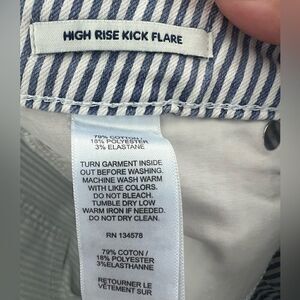 HIGH RISE KICK FLARE
79% COTTON/
18% POLYESTER
3% ELASTANE
TURN GARMENT INSIDE
OUT BEFORE WASHING.
MACHINE WASH WARM
WITH LIKE COLORS.
DO NOT BLEACH.
TUMBLE DRY LOW
WARM IRON IF NEEDED.
DO NOT DRY CLEAN.
RN 134578
79% COTON /
18% POLYESTER /
3%ELASTHANNE
RETOURNER LE
VÊTEMENT SUR